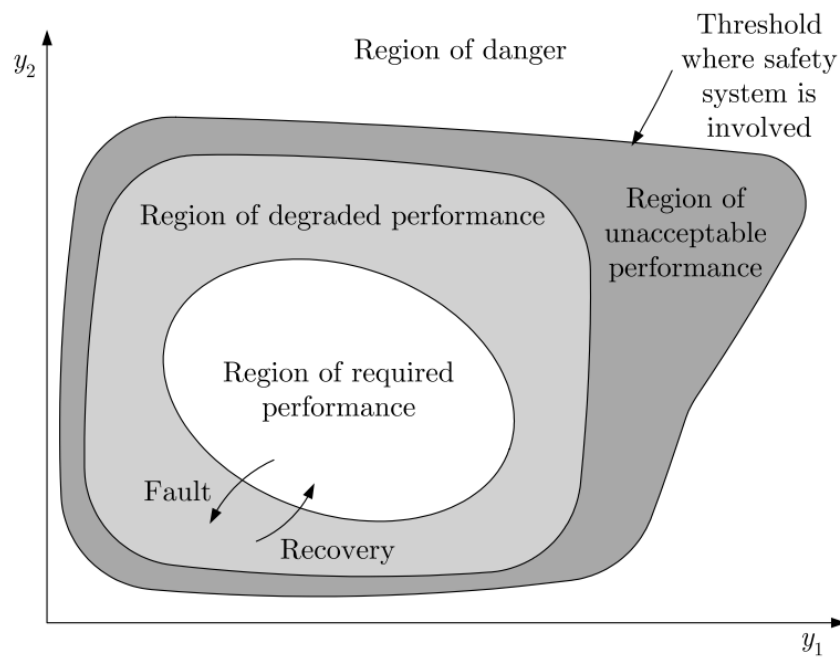 Region of danger
Threshold
where safety
system is
involved
y₂
Region of degraded performance
Region of
unacceptable
performance
Region of required
performance
Fault
Recovery
y₁